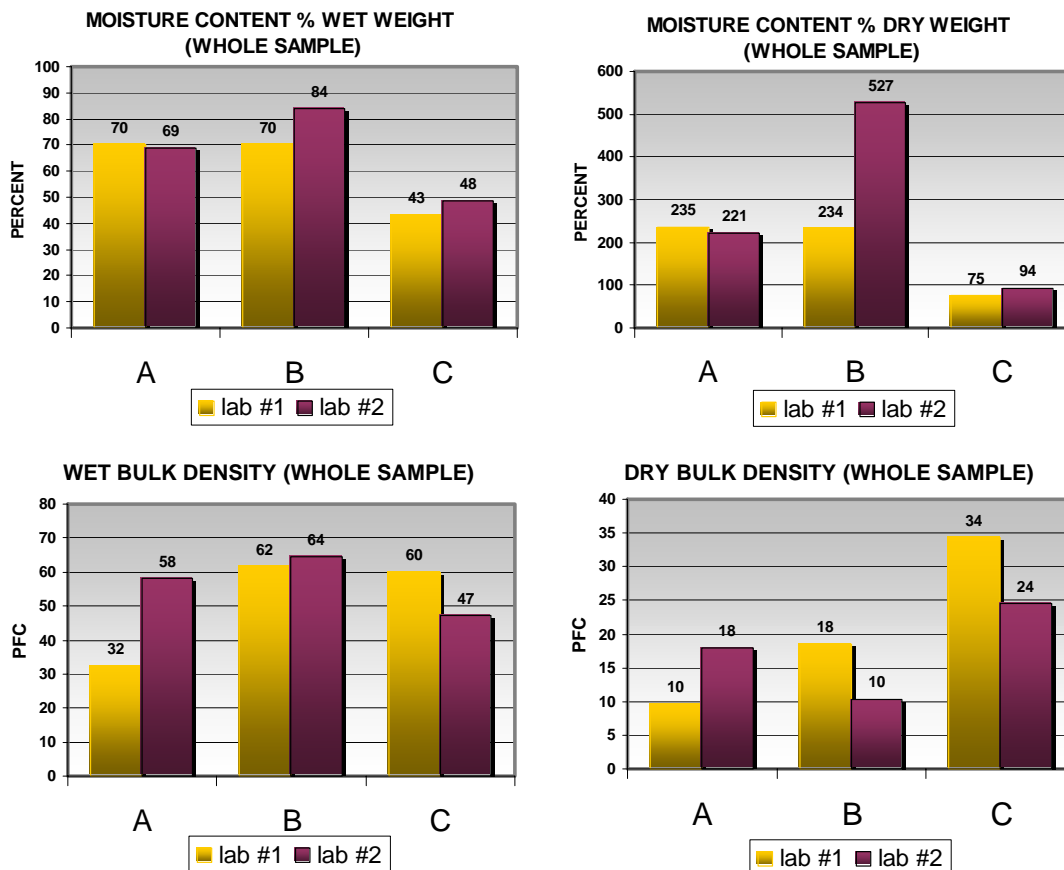 MOISTURE CONTENT % WET WEIGHT
(WHOLE SAMPLE)
PERCENT
100
90
80
70
60
50
40
30
20
10
0
70 69 70 84 43 48
A B C
lab #1 lab #2
MOISTURE CONTENT % DRY WEIGHT
(WHOLE SAMPLE)
PERCENT
600
500
400
300
200
100
0
235 221 234 527 75 94
A B C
lab #1 lab #2
WET BULK DENSITY (WHOLE SAMPLE)
PFC
80
70
60
50
40
30
20
10
0
32 58 62 64 60 47
A B C
lab #1 lab #2
DRY BULK DENSITY (WHOLE SAMPLE)
PFC
40
35
30
25
20
15
10
5
0
10 18 18 10 34 24
A B C
lab #1 lab #2